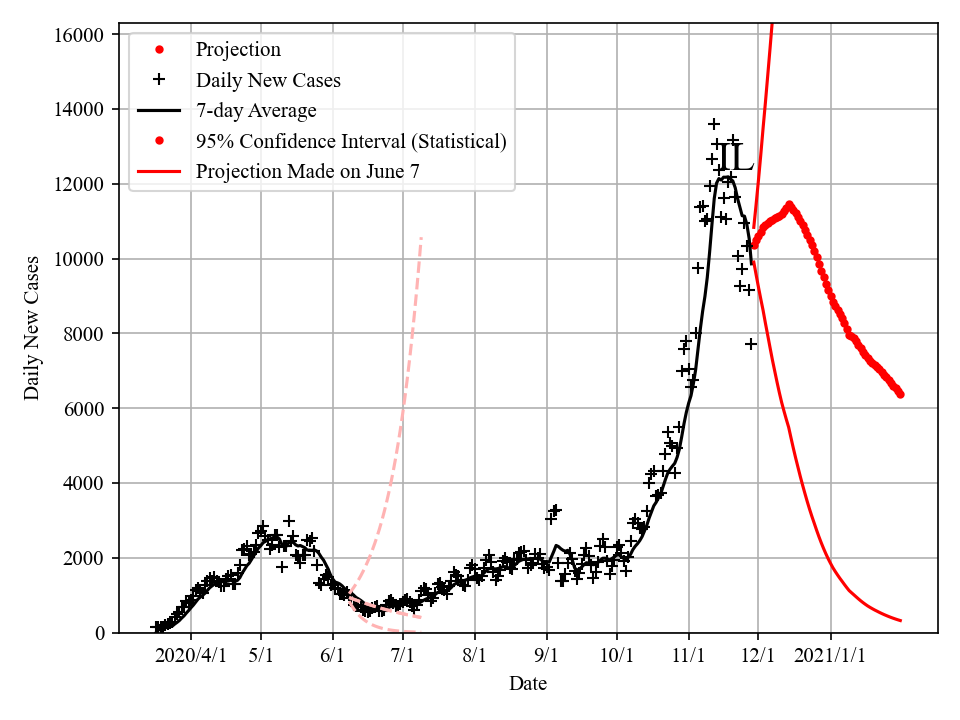 16000
14000
12000
10000
8000
6000
4000
2000
0
Daily New Cases
Projection
Daily New Cases
7-day Average
95% Confidence Interval (Statistical)
Projection Made on June 7
IL
2020/4/1 5/1 6/1 7/1 8/1 9/1 10/1 11/1 12/1 2021/1/1
Date